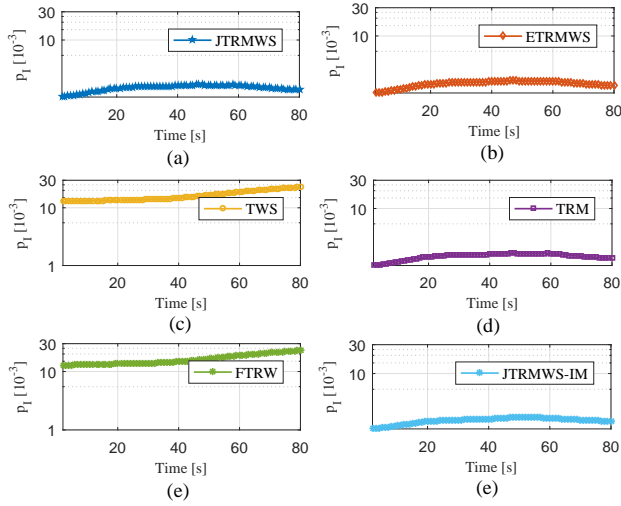 30
10
p_I [10^-3]
JTRMWS
20 40 60 80
Time [s]
(a)
30
10
p_I [10^-3]
ETRMWS
20 40 60 80
Time [s]
(b)
30
10
1
p_I [10^-3]
TWS
20 40 60 80
Time [s]
(c)
30
10
p_I [10^-3]
TRM
20 40 60 80
Time [s]
(d)
30
10
1
p_I [10^-3]
FTRW
20 40 60 80
Time [s]
(e)
30
10
p_I [10^-3]
JTRMWS-IM
20 40 60 80
Time [s]
(e)